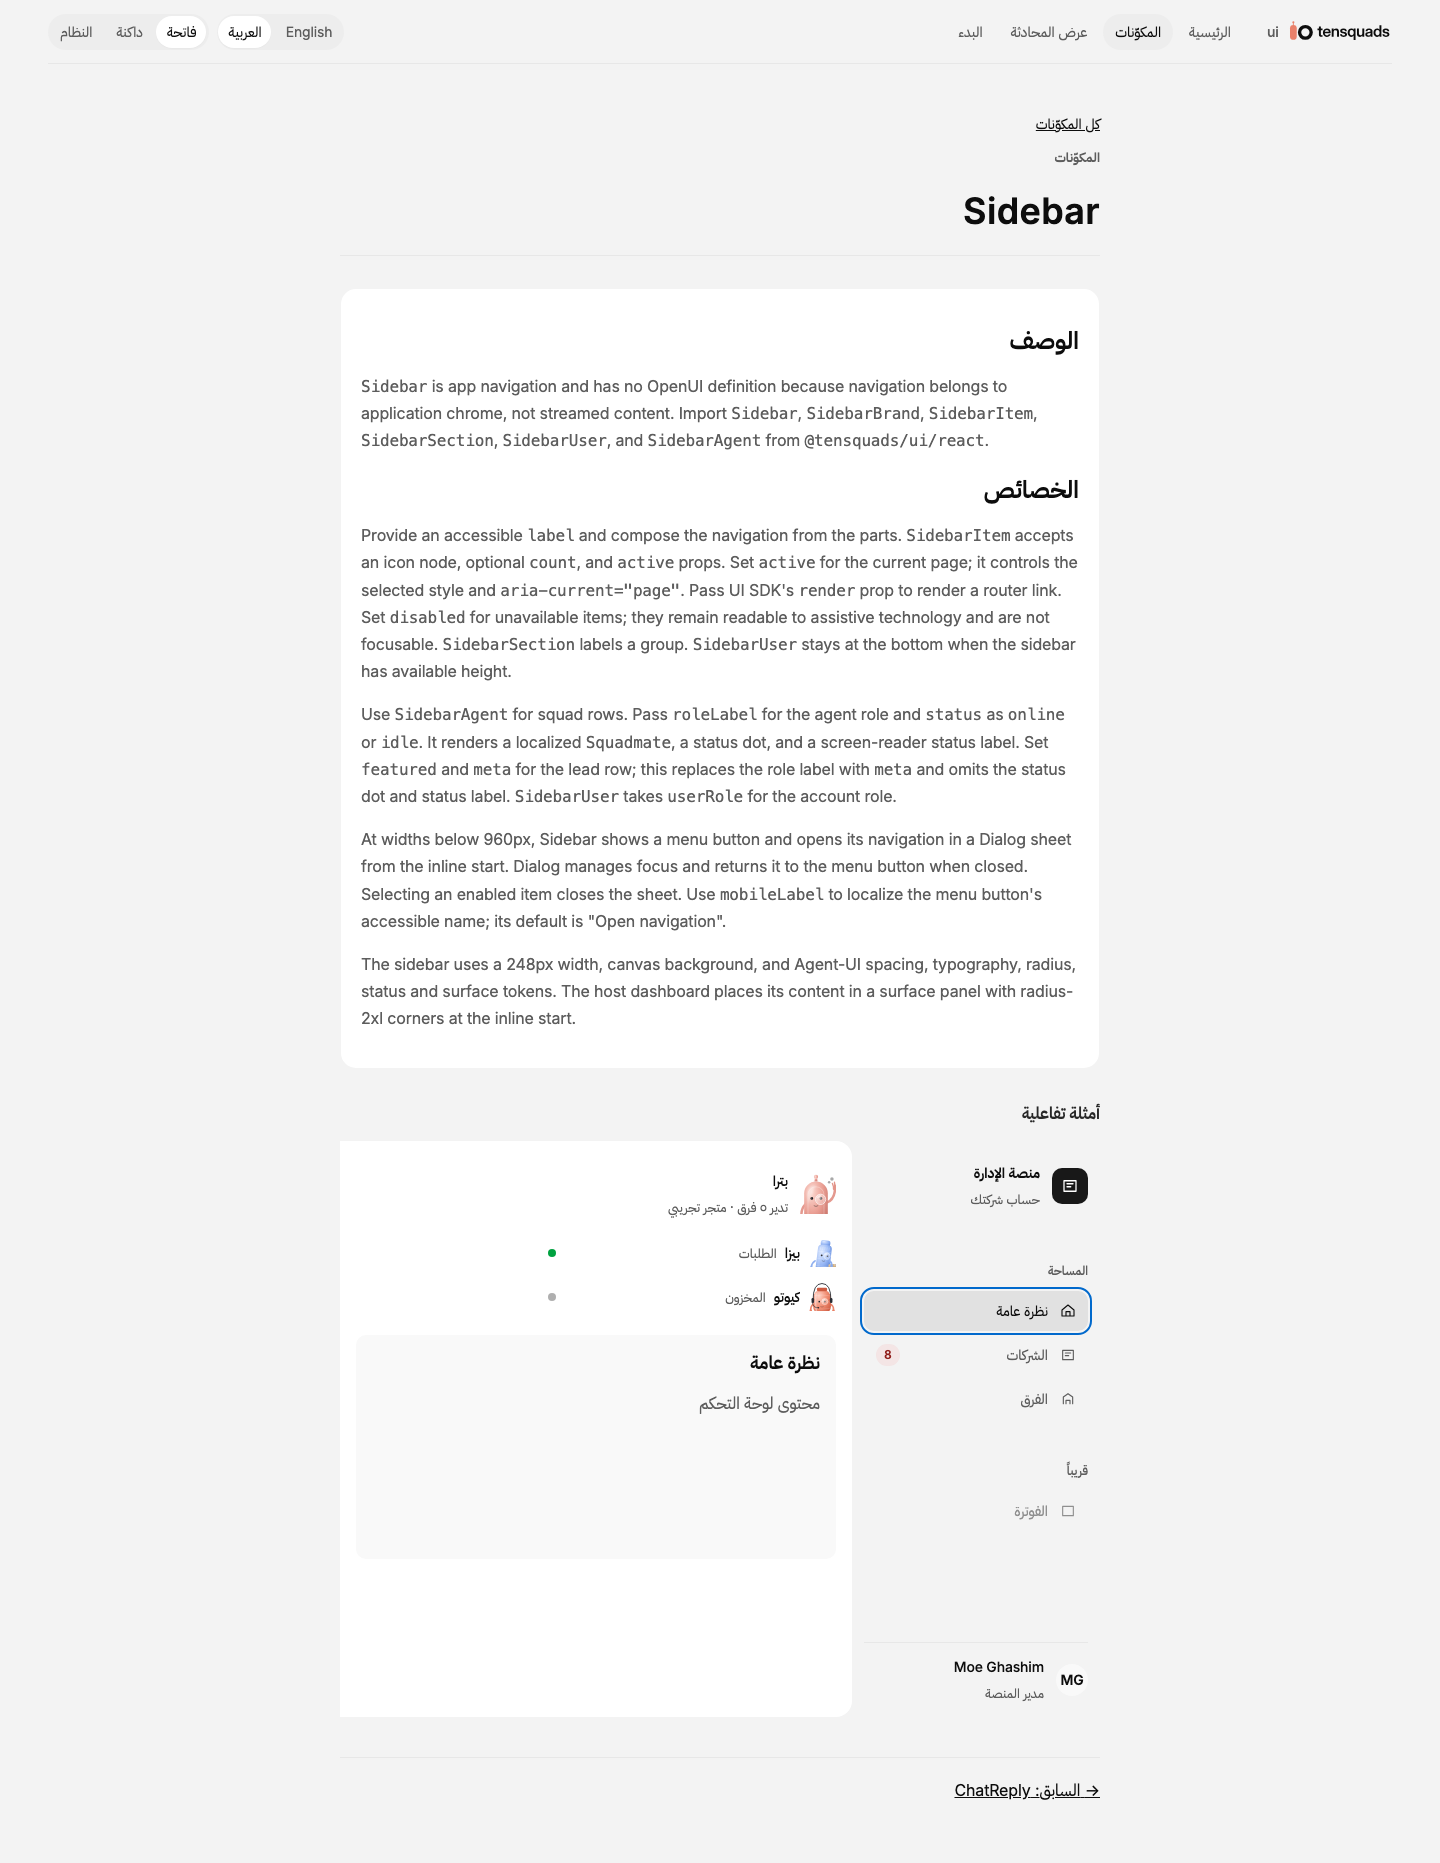 tensquads ui
الرئيسية
المكوّنات
عرض المحادثة
البدء
English
العربية
فاتحة
داكنة
النظام
كل المكوّنات
المكوّنات
Sidebar
الوصف
Sidebar is app navigation and has no OpenUI definition because navigation belongs to
application chrome, not streamed content. Import Sidebar, SidebarBrand, SidebarItem,
SidebarSection, SidebarUser, and SidebarAgent from @tensquads/ui/react.
الخصائص
Provide an accessible label and compose the navigation from the parts. SidebarItem accepts
an icon node, optional count, and active props. Set active for the current page; it controls the
selected style and aria-current="page". Pass UI SDK's render prop to render a router link.
Set disabled for unavailable items; they remain readable to assistive technology and are not
focusable. SidebarSection labels a group. SidebarUser stays at the bottom when the sidebar
has available height.
Use SidebarAgent for squad rows. Pass roleLabel for the agent role and status as online
or idle. It renders a localized Squadmate, a status dot, and a screen-reader status label. Set
featured and meta for the lead row; this replaces the role label with meta and omits the status
dot and status label. SidebarUser takes userRole for the account role.
At widths below 960px, Sidebar shows a menu button and opens its navigation in a Dialog sheet
from the inline start. Dialog manages focus and returns it to the menu button when closed.
Selecting an enabled item closes the sheet. Use mobileLabel to localize the menu button's
accessible name; its default is "Open navigation".
The sidebar uses a 248px width, canvas background, and Agent-UI spacing, typography, radius,
status and surface tokens. The host dashboard places its content in a surface panel with radius-
2xl corners at the inline start.
أمثلة تفاعلية
منصة الإدارة
حساب شركتك
المساحة
نظرة عامة
الشركات
8
الفرق
قريباً
الفوترة
MG
Moe Ghashim
مدير المنصة
بترا
تدير ٥ فرق · متجر تجريبي
بيزا الطلبات
كيوتو المخزون
نظرة عامة
محتوى لوحة التحكم
→ السابق: ChatReply